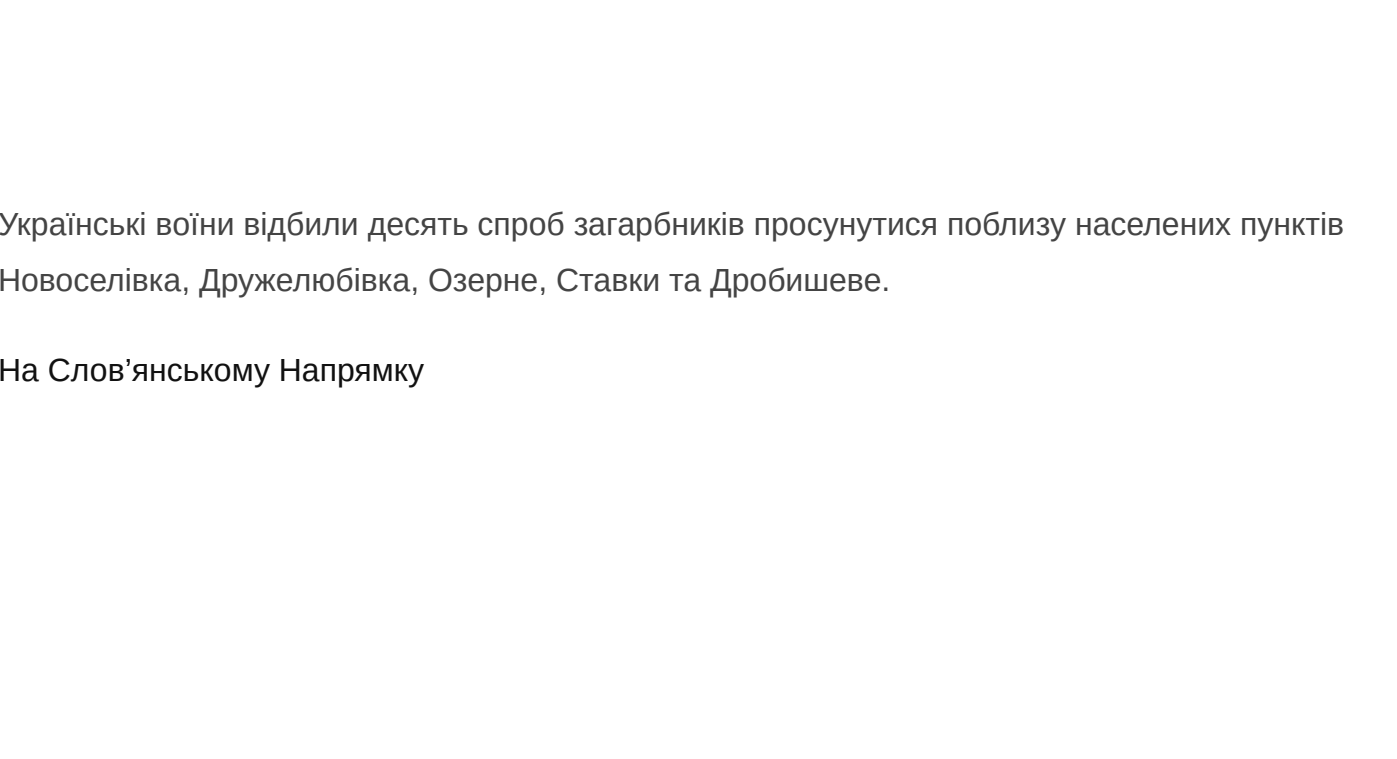 Українські воїни відбили десять спроб загарбників просунутися поблизу населених пунктів
Новоселівка, Дружелюбівка, Озерне, Ставки та Дробишеве.
На Слов’янському Напрямку